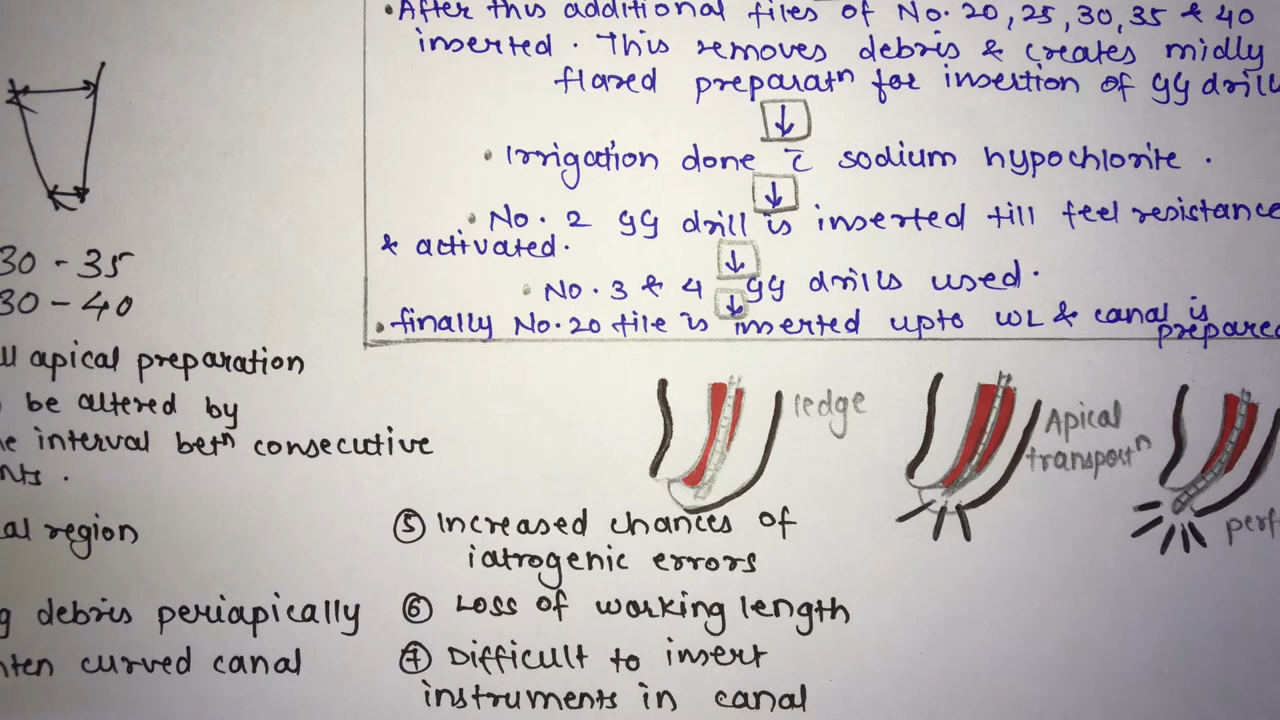 •After this additional files of No. 20, 25, 30, 35 & 40
inserted. This removes debris & creates midly
flared preparatⁿ for insertion of GG drill
↓
• Irrigation done c̄ sodium hypochlorite.
↓
• No. 2 GG drill is inserted till feel resistance
& activated.
↓
• No. 3 & 4 GG drills used.
↓
• finally No. 20 file is inserted upto WL & canal is
prepared
30 - 35
30 - 40
apical preparation
be altered by
interval betⁿ consecutive
region
debris periapically
curved canal
ledge
Apical
transportⁿ
perf
⑤ Increased chances of
iatrogenic errors
⑥ Loss of working length
⑦ Difficult to insert
instruments in canal